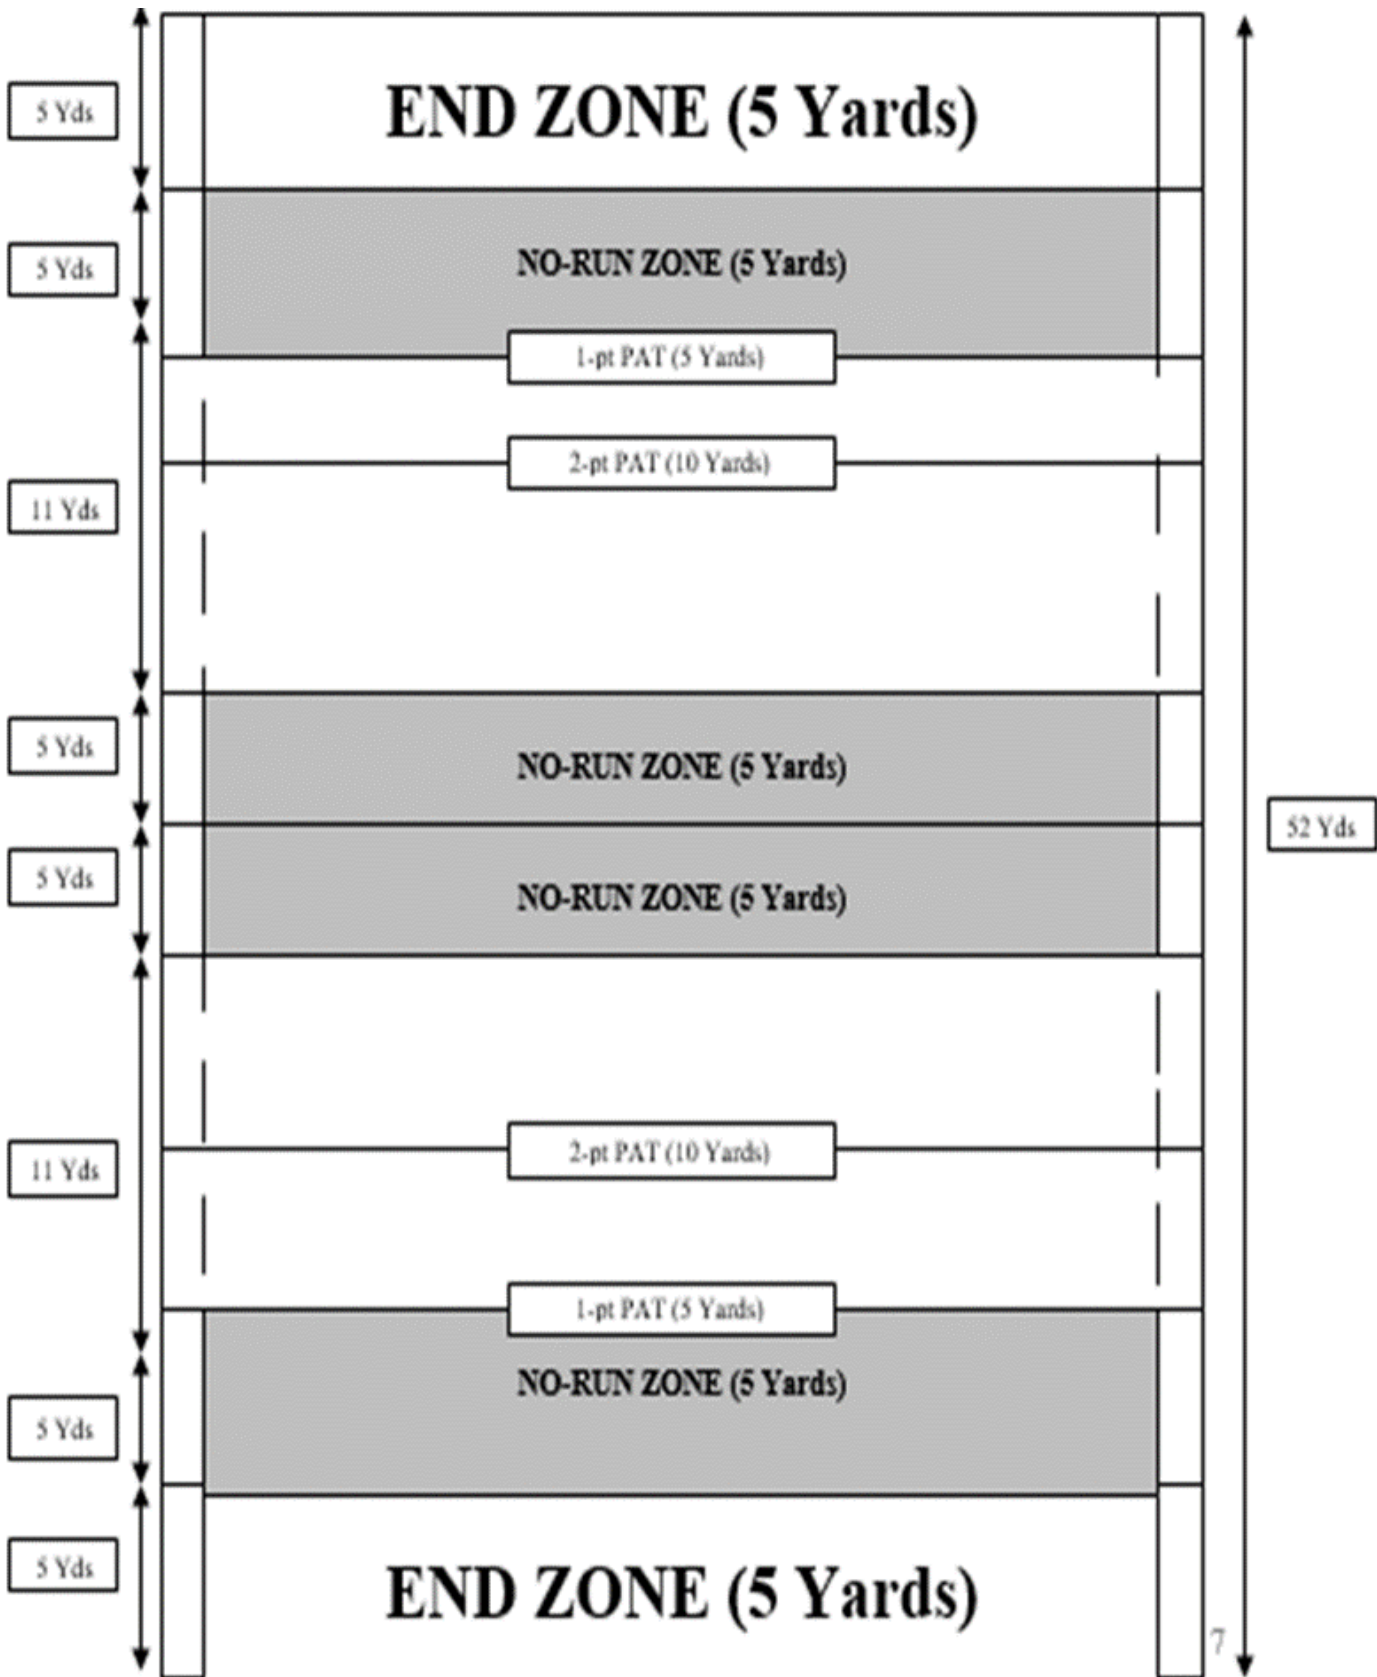 END ZONE (5 Yards)
5 Yds
NO-RUN ZONE (5 Yards)
5 Yds
1-pt PAT (5 Yards)
2-pt PAT (10 Yards)
11 Yds
5 Yds
NO-RUN ZONE (5 Yards)
52 Yds
5 Yds
NO-RUN ZONE (5 Yards)
2-pt PAT (10 Yards)
11 Yds
1-pt PAT (5 Yards)
NO-RUN ZONE (5 Yards)
5 Yds
5 Yds
END ZONE (5 Yards)
7